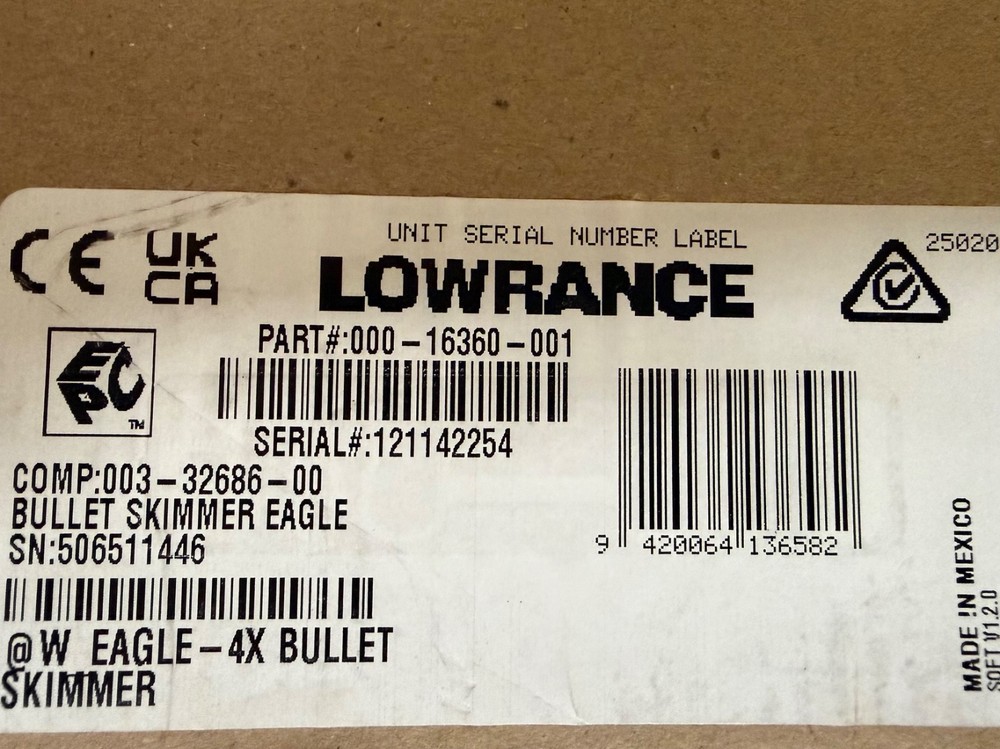 CE UK
CA
UNIT SERIAL NUMBER LABEL
25020
LOWRANCE
PART#:000-16360-001
EPC
TM
SERIAL#:121142254
COMP:003-32686-00
BULLET SKIMMER EAGLE
SN:506511446
9 420064 136582
@W EAGLE-4X BULLET
SKIMMER
MADE IN MEXICO
SOFT V1.2.0